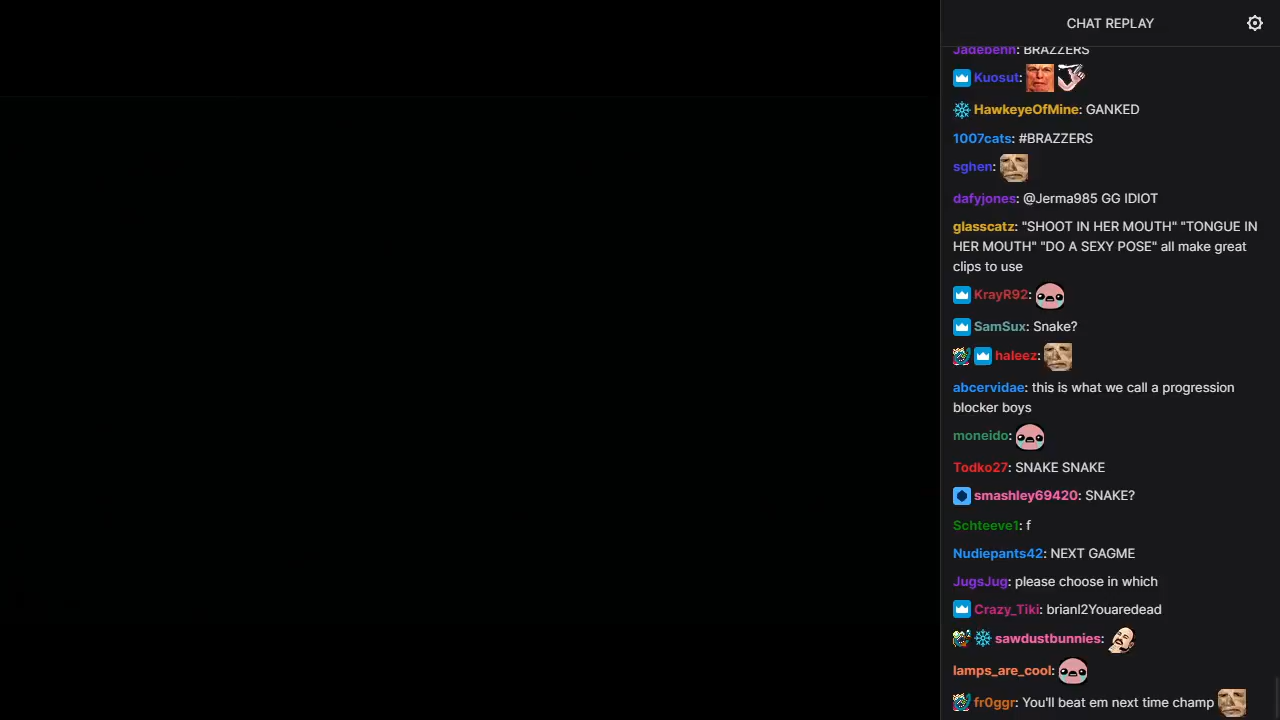 CHAT REPLAY
Jadebenn: BRAZZERS
Kuosut:
HawkeyeOfMine: GANKED
1007cats: #BRAZZERS
sghen:
dafyjones: @Jerma985 GG IDIOT
glasscatz: "SHOOT IN HER MOUTH" "TONGUE IN
HER MOUTH" "DO A SEXY POSE" all make great
clips to use
KrayR92:
SamSux: Snake?
haleez:
abcervidae: this is what we call a progression
blocker boys
moneido:
Todko27: SNAKE SNAKE
smashley69420: SNAKE?
Schteeve1: f
Nudiepants42: NEXT GAGME
JugsJug: please choose in which
Crazy_Tiki: brianl2Youaredead
sawdustbunnies:
lamps_are_cool:
fr0ggr: You'll beat em next time champ